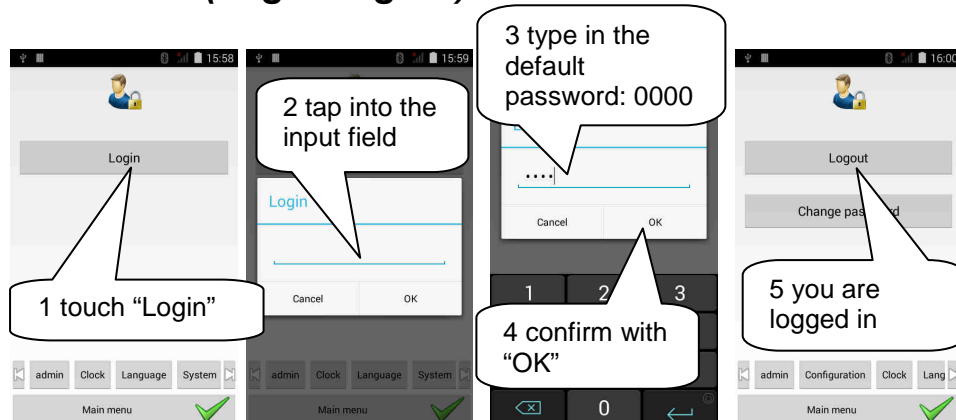 15:58
Login
1 touch “Login”
admin Clock Language System
Main menu
15:59
2 tap into the
input field
Login
Cancel OK
admin Clock Language System
Main menu
3 type in the
default
password: 0000
....
Cancel OK
1 2 3
4 confirm with
“OK”
0
16:00
Logout
Change password
5 you are
logged in
admin Configuration Clock Lang
Main menu